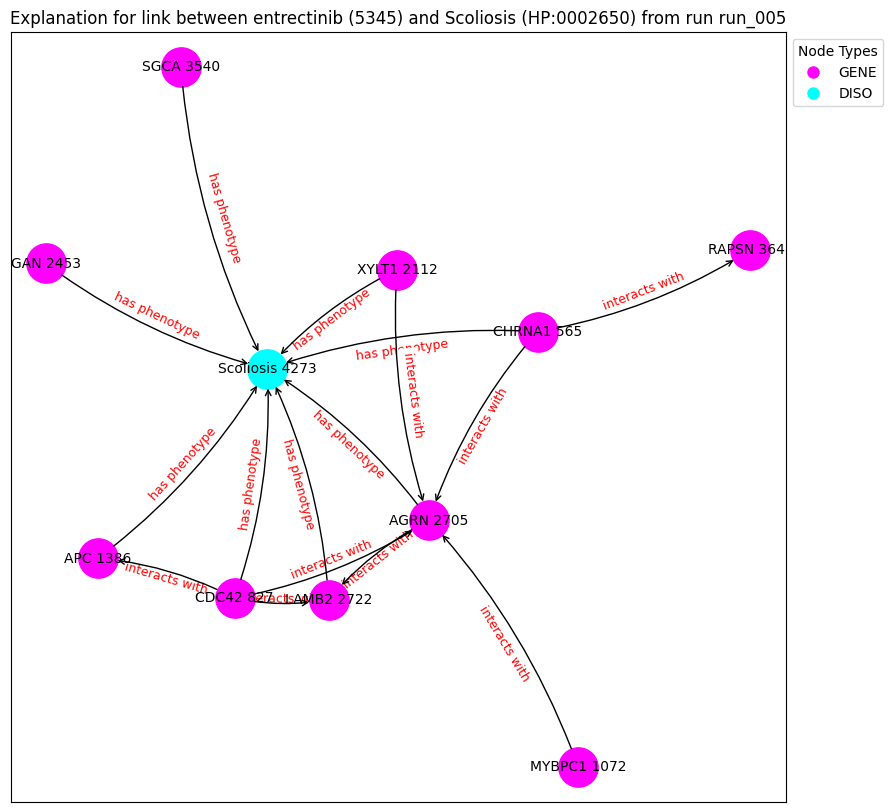 Explanation for link between entrectinib (5345) and Scoliosis (HP:0002650) from run run_005
Node Types
GENE
DISO
SGCA 3540
has phenotype
GAN 2453
has phenotype
XYLT1 2112
has phenotype
RAPSN 364
interacts with
CHRNA1 565
has phenotype
Scoliosis 4273
interacts with
interacts with
has phenotype
has phenotype
has phenotype
has phenotype
AGRN 2705
interacts with
interacts with
APC 1386
interacts with
CDC42 827
LAMB2 2722
interacts with
MYBPC1 1072